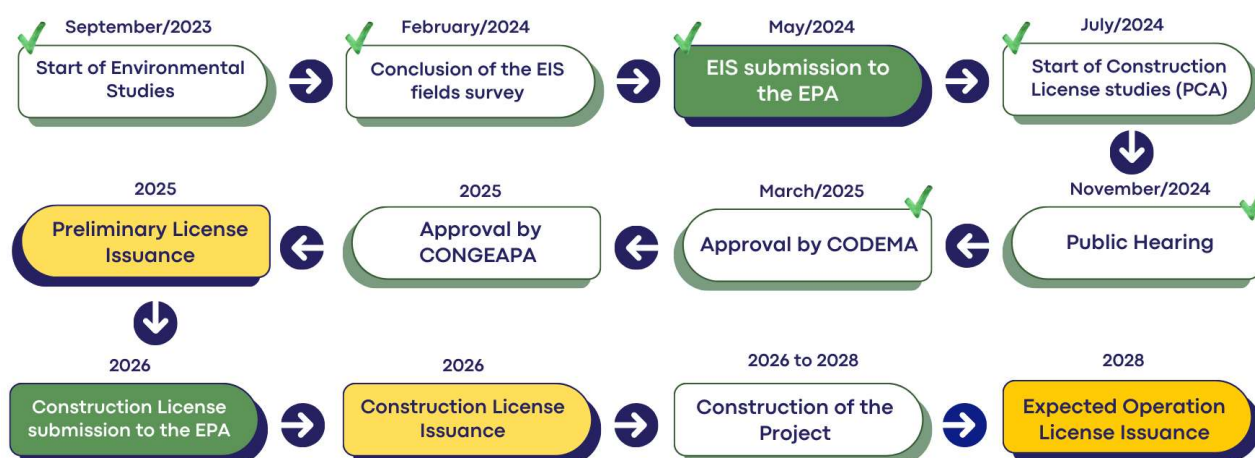 September/2023
Start of Environmental
Studies
February/2024
Conclusion of the EIS
fields survey
May/2024
EIS submission to
the EPA
July/2024
Start of Construction
License studies (PCA)
November/2024
Public Hearing
March/2025
Approval by CODEMA
2025
Approval by
CONGEAPA
2025
Preliminary License
Issuance
2026
Construction License
submission to the EPA
2026
Construction License
Issuance
2026 to 2028
Construction of the
Project
2028
Expected Operation
License Issuance